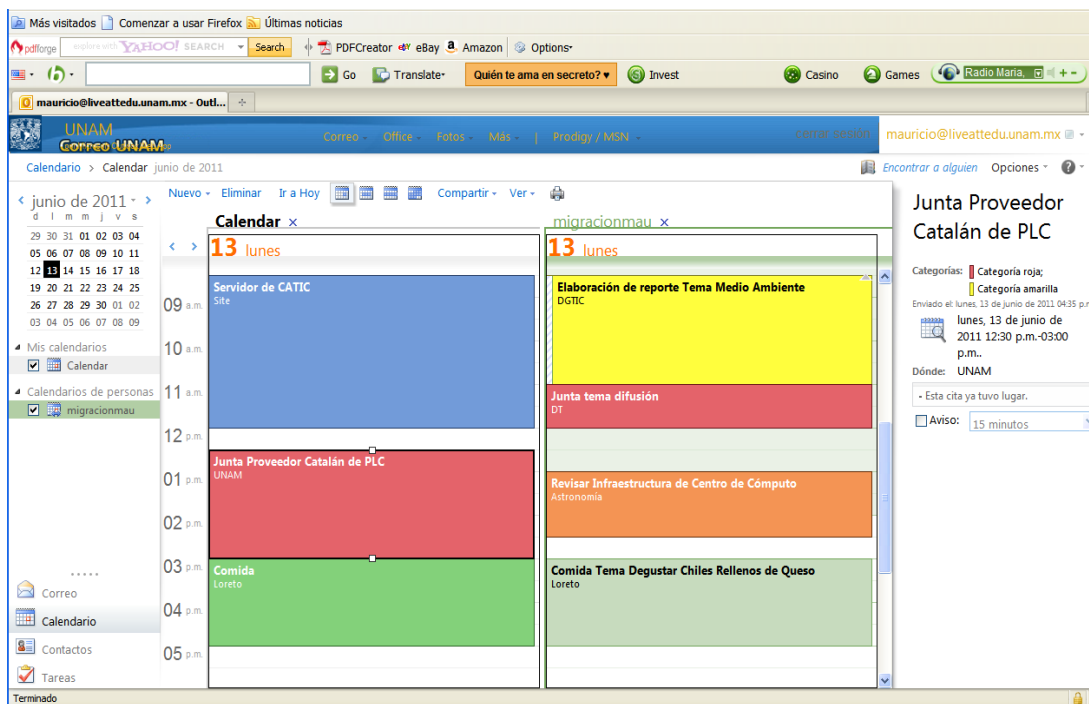 Más visitados Comenzar a usar Firefox Últimas noticias
pdfforge explore with YAHOO! SEARCH Search PDFCreator eBay Amazon Options
Go Translate Quién te ama en secreto? ♥ Invest Casino Games Radio Maria,
mauricio@liveattedu.unam.mx - Outl...
UNAM
Correo UNAM
Correo Office Fotos Más | Prodigy / MSN cerrar sesión mauricio@liveattedu.unam.mx
Calendario > Calendar junio de 2011 Encontrar a alguien Opciones
Nuevo Eliminar Ir a Hoy Compartir Ver
junio de 2011
d l m m j v s
29 30 31 01 02 03 04
05 06 07 08 09 10 11
12 13 14 15 16 17 18
19 20 21 22 23 24 25
26 27 28 29 30 01 02
03 04 05 06 07 08 09
Mis calendarios
Calendar
Calendarios de personas
migracionmau
Correo
Calendario
Contactos
Tareas
Calendar × migracionmau ×
13 lunes 13 lunes
09 a.m.
10 a.m.
11 a.m.
12 p.m.
01 p.m.
02 p.m.
03 p.m.
04 p.m.
05 p.m.
Servidor de CATIC
Site
Junta Proveedor Catalán de PLC
UNAM
Comida
Loreto
Elaboración de reporte Tema Medio Ambiente
DGTIC
Junta tema difusión
DT
Revisar Infraestructura de Centro de Cómputo
Astronomía
Comida Tema Degustar Chiles Rellenos de Queso
Loreto
Junta Proveedor
Catalán de PLC
Categorías: Categoría roja;
Categoría amarilla
Enviado el: lunes, 13 de junio de 2011 04:35 p.m
lunes, 13 de junio de
2011 12:30 p.m.-03:00
p.m..
Dónde: UNAM
- Esta cita ya tuvo lugar.
Aviso: 15 minutos
Terminado